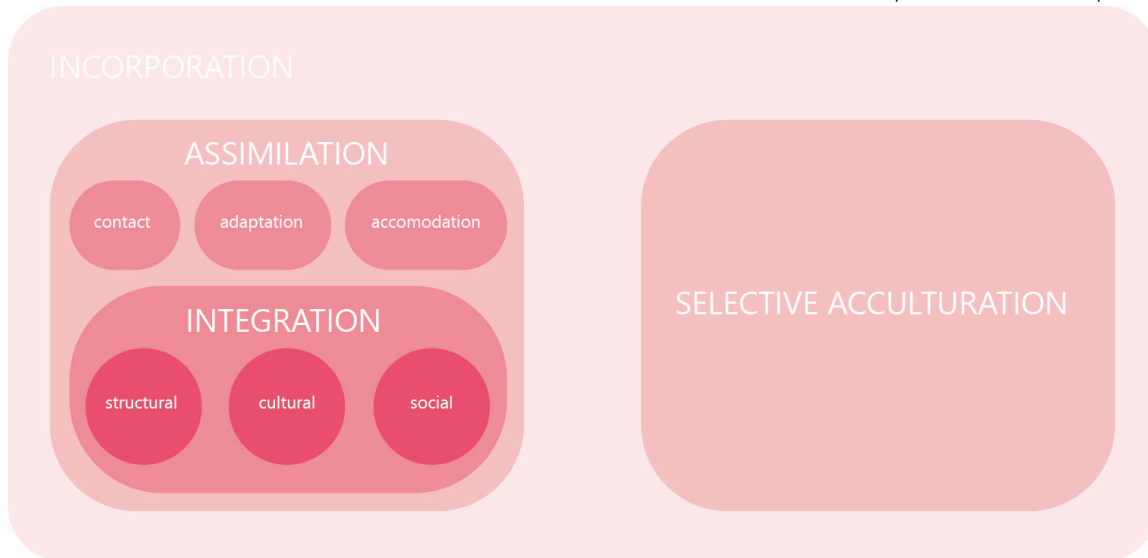 INCORPORATION
ASSIMILATION
contact adaptation accomodation
INTEGRATION
structural cultural social
SELECTIVE ACCULTURATION